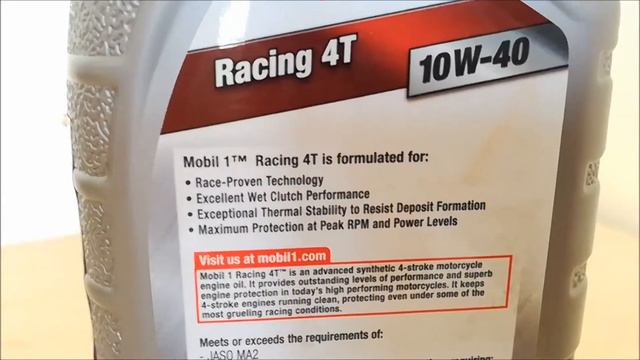 Racing 4T
10W-40
Mobil 1™ Racing 4T is formulated for:
• Race-Proven Technology
• Excellent Wet Clutch Performance
• Exceptional Thermal Stability to Resist Deposit Formation
• Maximum Protection at Peak RPM and Power Levels
Visit us at mobil1.com
Mobil 1 Racing 4T™ is an advanced synthetic 4-stroke motorcycle
engine oil. It provides outstanding levels of performance and superb
engine protection in today's high performing motorcycles. It keeps
4-stroke engines running clean, protecting even under some of the
most grueling racing conditions.
Meets or exceeds the requirements of:
- JASO MA2
requiring: